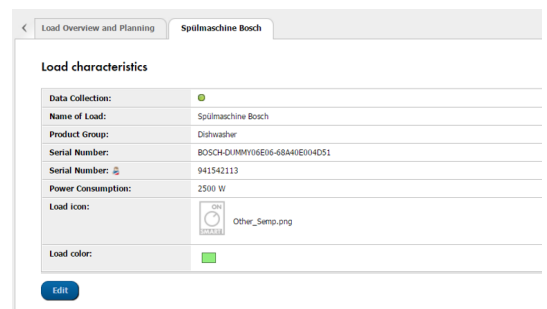 Load Overview and Planning
Spülmaschine Bosch
Load characteristics
Data Collection:
Name of Load: Spülmaschine Bosch
Product Group: Dishwasher
Serial Number: BOSCH-DUMMY06E06-68A40E004D51
Serial Number: 941542113
Power Consumption: 2500 W
Load icon: ON SMART Other_Semp.png
Load color:
Edit